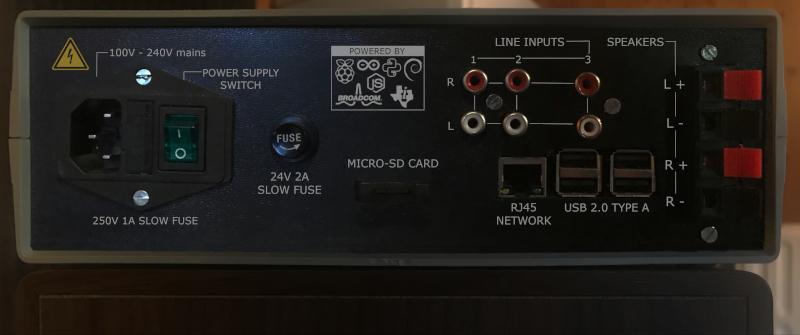 100V - 240V mains
POWER SUPPLY
SWITCH
I
O
250V 1A SLOW FUSE
FUSE
24V 2A
SLOW FUSE
POWERED BY
JS
BROADCOM
MICRO-SD CARD
LINE INPUTS
1 2 3
R
L
RJ45
NETWORK
USB 2.0 TYPE A
SPEAKERS
L +
L -
R +
R -